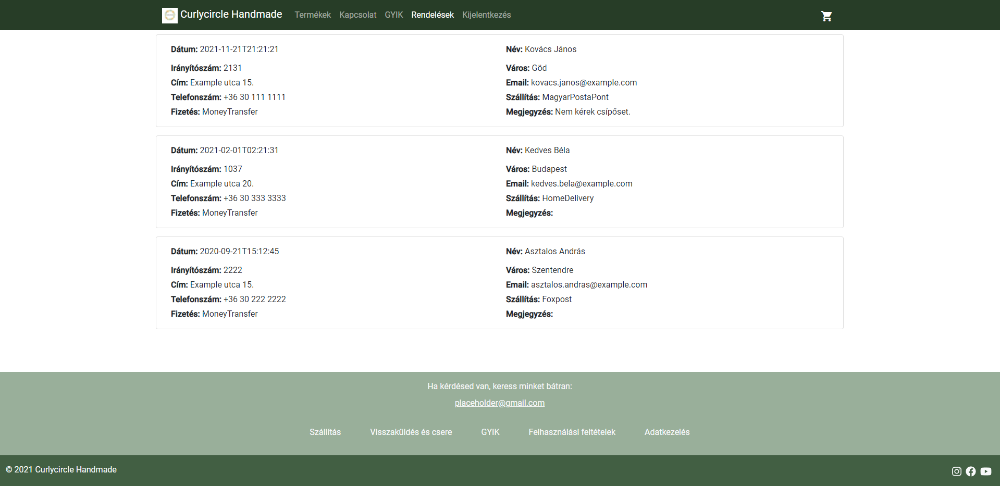 Curlycircle Handmade Termékek Kapcsolat GYIK Rendelések Kijelentkezés
Dátum: 2021-11-21T21:21:21 Név: Kovács János
Irányítószám: 2131 Város: Göd
Cím: Example utca 15. Email: kovacs.janos@example.com
Telefonszám: +36 30 111 1111 Szállítás: MagyarPostaPont
Fizetés: MoneyTransfer Megjegyzés: Nem kérek csípőset.
Dátum: 2021-02-01T02:21:31 Név: Kedves Béla
Irányítószám: 1037 Város: Budapest
Cím: Example utca 20. Email: kedves.bela@example.com
Telefonszám: +36 30 333 3333 Szállítás: HomeDelivery
Fizetés: MoneyTransfer Megjegyzés:
Dátum: 2020-09-21T15:12:45 Név: Asztalos András
Irányítószám: 2222 Város: Szentendre
Cím: Example utca 15. Email: asztalos.andras@example.com
Telefonszám: +36 30 222 2222 Szállítás: Foxpost
Fizetés: MoneyTransfer Megjegyzés:
Ha kérdésed van, keress minket bátran:
placeholder@gmail.com
Szállítás Visszaküldés és csere GYIK Felhasználási feltételek Adatkezelés
© 2021 Curlycircle Handmade